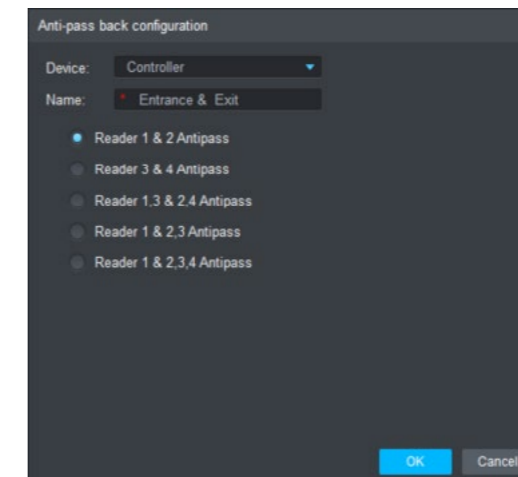 Anti-pass back configuration
Device: Controller
Name: * Entrance & Exit
Reader 1 & 2 Antipass
Reader 3 & 4 Antipass
Reader 1,3 & 2,4 Antipass
Reader 1 & 2,3 Antipass
Reader 1 & 2,3,4 Antipass
OK Cancel